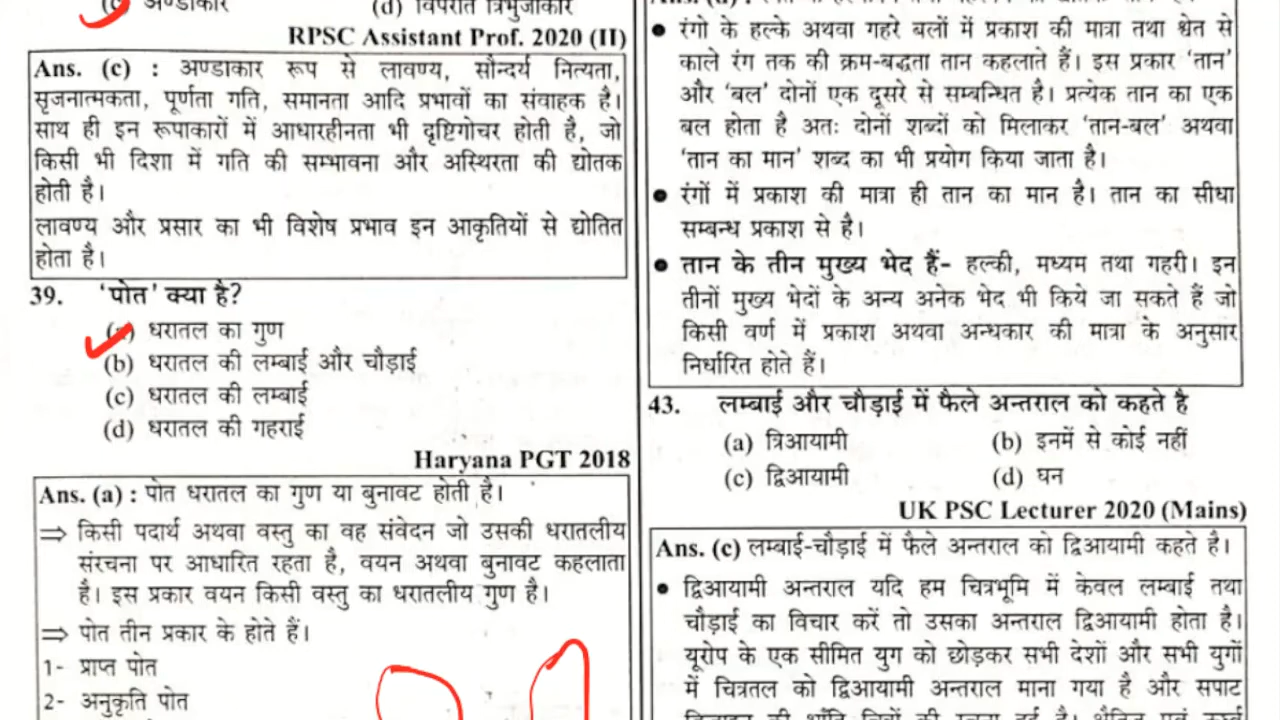 (c) अण्डाकार (d) विपरीत त्रिभुजाकार
RPSC Assistant Prof. 2020 (II)
Ans. (c) : अण्डाकार रूप से लावण्य, सौन्दर्य नित्यता,
सृजनात्मकता, पूर्णता गति, समानता आदि प्रभावों का संवाहक है।
साथ ही इन रूपाकारों में आधारहीनता भी दृष्टिगोचर होती है, जो
किसी भी दिशा में गति की सम्भावना और अस्थिरता की द्योतक
होती है।
लावण्य और प्रसार का भी विशेष प्रभाव इन आकृतियों से द्योतित
होता है।
39. 'पोत' क्या है?
(a) धरातल का गुण
(b) धरातल की लम्बाई और चौड़ाई
(c) धरातल की लम्बाई
(d) धरातल की गहराई
Haryana PGT 2018
Ans. (a) : पोत धरातल का गुण या बुनावट होती है।
⇒ किसी पदार्थ अथवा वस्तु का वह संवेदन जो उसकी धरातलीय
संरचना पर आधारित रहता है, वयन अथवा बुनावट कहलाता
है। इस प्रकार वयन किसी वस्तु का धरातलीय गुण है।
⇒ पोत तीन प्रकार के होते हैं।
1- प्राप्त पोत
2- अनुकृति पोत
• रंगो के हल्के अथवा गहरे बलों में प्रकाश की मात्रा तथा श्वेत से
काले रंग तक की क्रम-बद्धता तान कहलाते हैं। इस प्रकार 'तान'
और 'बल' दोनों एक दूसरे से सम्बन्धित है। प्रत्येक तान का एक
बल होता है अतः दोनों शब्दों को मिलाकर 'तान-बल' अथवा
'तान का मान' शब्द का भी प्रयोग किया जाता है।
• रंगों में प्रकाश की मात्रा ही तान का मान है। तान का सीधा
सम्बन्ध प्रकाश से है।
• तान के तीन मुख्य भेद हैं- हल्की, मध्यम तथा गहरी। इन
तीनों मुख्य भेदों के अन्य अनेक भेद भी किये जा सकते हैं जो
किसी वर्ण में प्रकाश अथवा अन्धकार की मात्रा के अनुसार
निर्धारित होते हैं।
43. लम्बाई और चौड़ाई में फैले अन्तराल को कहते है
(a) त्रिआयामी (b) इनमें से कोई नहीं
(c) द्विआयामी (d) घन
UK PSC Lecturer 2020 (Mains)
Ans. (c) लम्बाई-चौड़ाई में फैले अन्तराल को द्विआयामी कहते है।
• द्विआयामी अन्तराल यदि हम चित्रभूमि में केवल लम्बाई तथा
चौड़ाई का विचार करें तो उसका अन्तराल द्विआयामी होता है।
यूरोप के एक सीमित युग को छोड़कर सभी देशों और सभी युगों
में चित्रतल को द्विआयामी अन्तराल माना गया है और सपाट